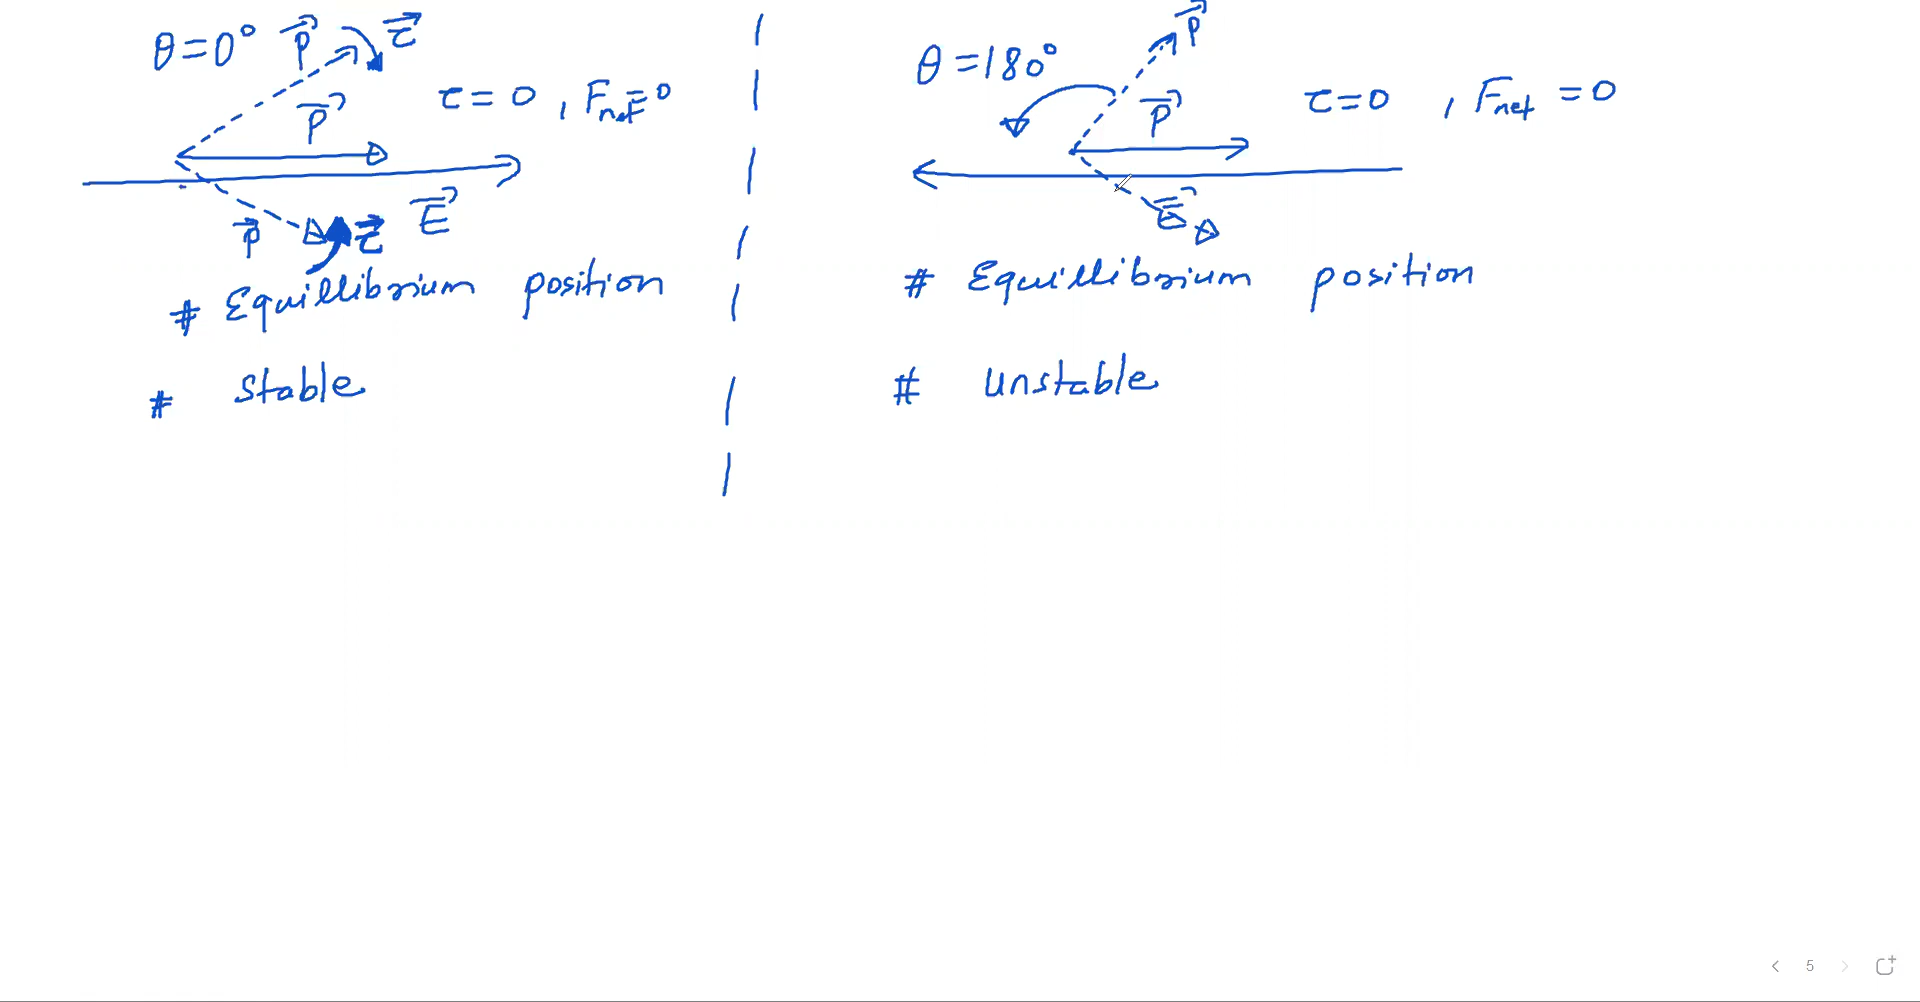 θ = 0° p⃗ τ⃗
p⃗ τ = 0 , Fnet = 0
p⃗ τ⃗ E⃗
# Equillibrium position
# stable
p⃗
θ = 180°
p⃗ τ = 0 , Fnet = 0
E⃗
# Equillibrium position
# unstable
5